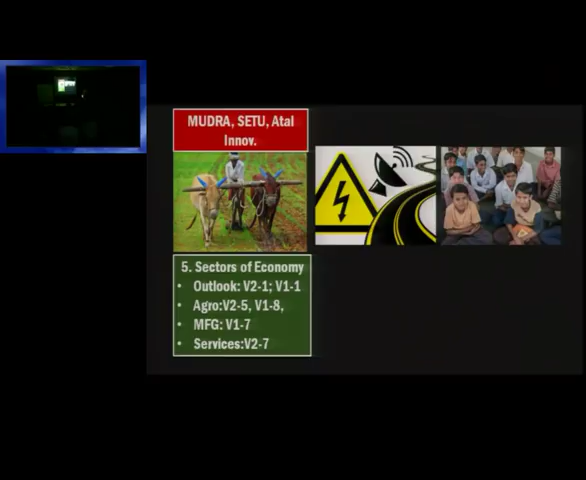 MUDRA, SETU, Atal
Innov.
5. Sectors of Economy
• Outlook: V2-1; V1-1
• Agro:V2-5, V1-8,
• MFG: V1-7
• Services:V2-7